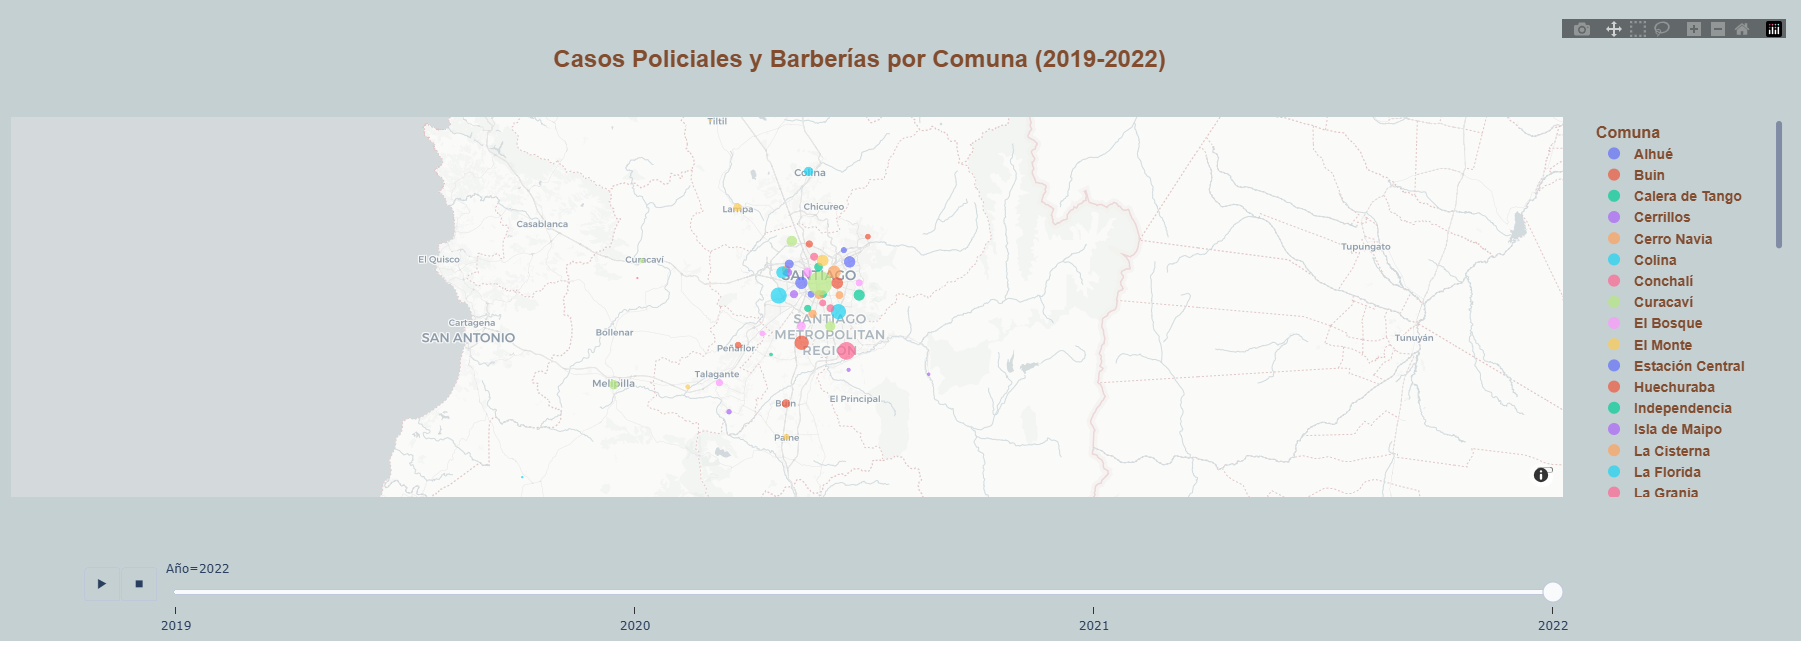 Casos Policiales y Barberías por Comuna (2019-2022)
Tiltil
Colina
Lampa
Chicureo
Casablanca
Tupungato
El Quisco
Curacaví
SANTIAGO
Cartagena
SANTIAGO
METROPOLITAN
REGION
SAN ANTONIO
Bollenar
Peñaflor
Tunuyán
Talagante
Melipilla
El Principal
Buin
Paine
Comuna
Alhué
Buin
Calera de Tango
Cerrillos
Cerro Navia
Colina
Conchalí
Curacaví
El Bosque
El Monte
Estación Central
Huechuraba
Independencia
Isla de Maipo
La Cisterna
La Florida
La Granja
Año=2022
2019
2020
2021
2022